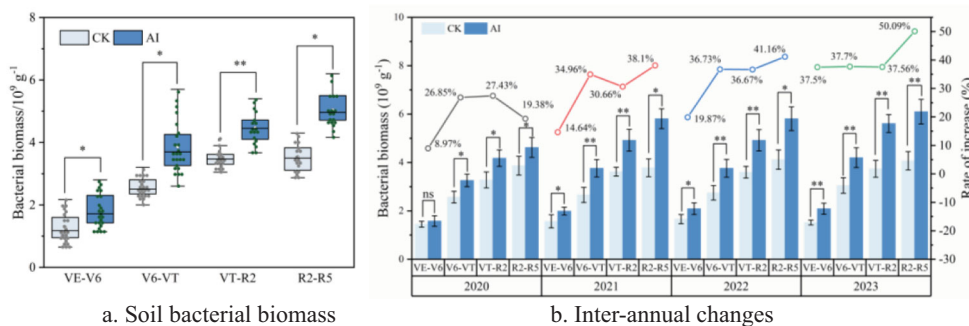 8
6
4
2
0
Bacterial biomass/10⁹ g⁻¹
CK AI
*
*
**
*
VE-V6 V6-VT VT-R2 R2-R5
a. Soil bacterial biomass
10
8
6
4
2
0
Bacterial biomass (10⁹ g⁻¹)
CK AI
8.97%
26.85%
27.43%
19.38%
14.64%
34.96%
30.66%
38.1%
19.87%
36.73%
36.67%
41.16%
37.5%
37.7%
37.56%
50.09%
ns * * *
* ** ** *
* ** ** *
** ** ** **
50
40
30
20
10
0
-10
-20
-30
Rate of increase(%)
VE-V6 V6-VT VT-R2 R2-R5 VE-V6 V6-VT VT-R2 R2-R5 VE-V6 V6-VT VT-R2 R2-R5 VE-V6 V6-VT VT-R2 R2-R5
2020 2021 2022 2023
b. Inter-annual changes